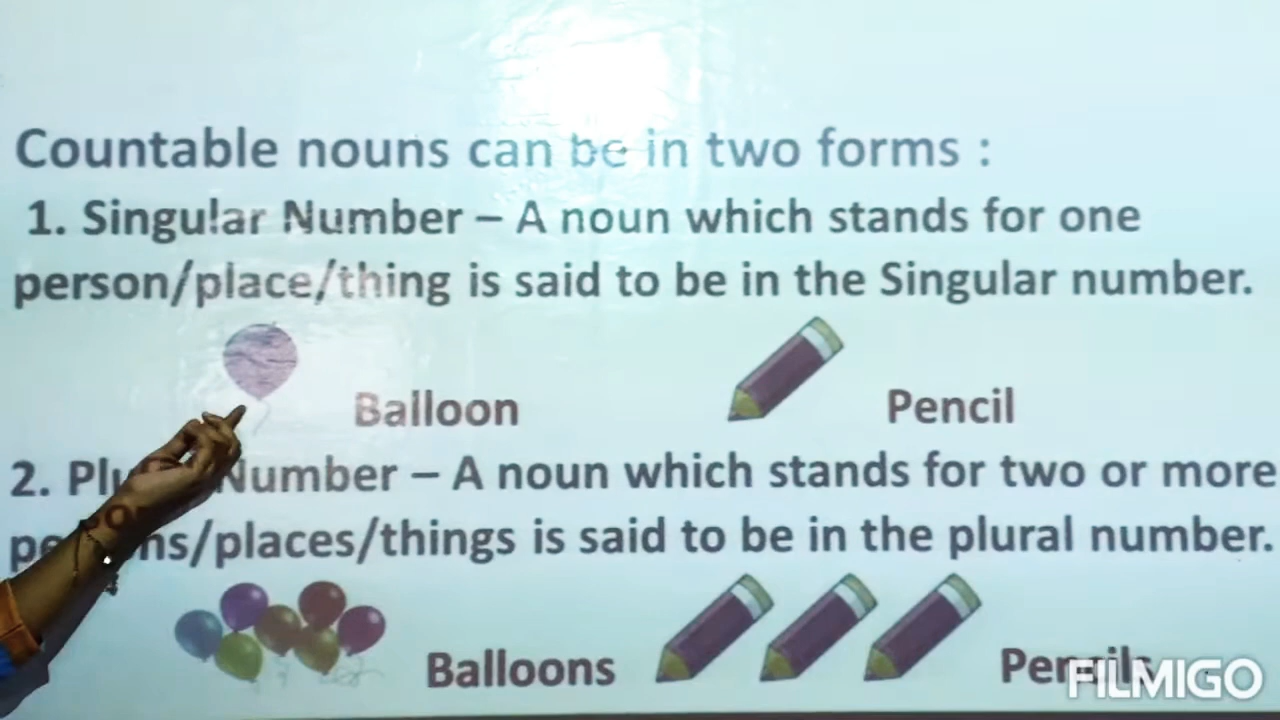 Countable nouns can be in two forms :
1. Singular Number – A noun which stands for one
person/place/thing is said to be in the Singular number.
Balloon Pencil
2. Number – A noun which stands for two or more
/places/things is said to be in the plural number.
Balloons Pencils
FILMIGO